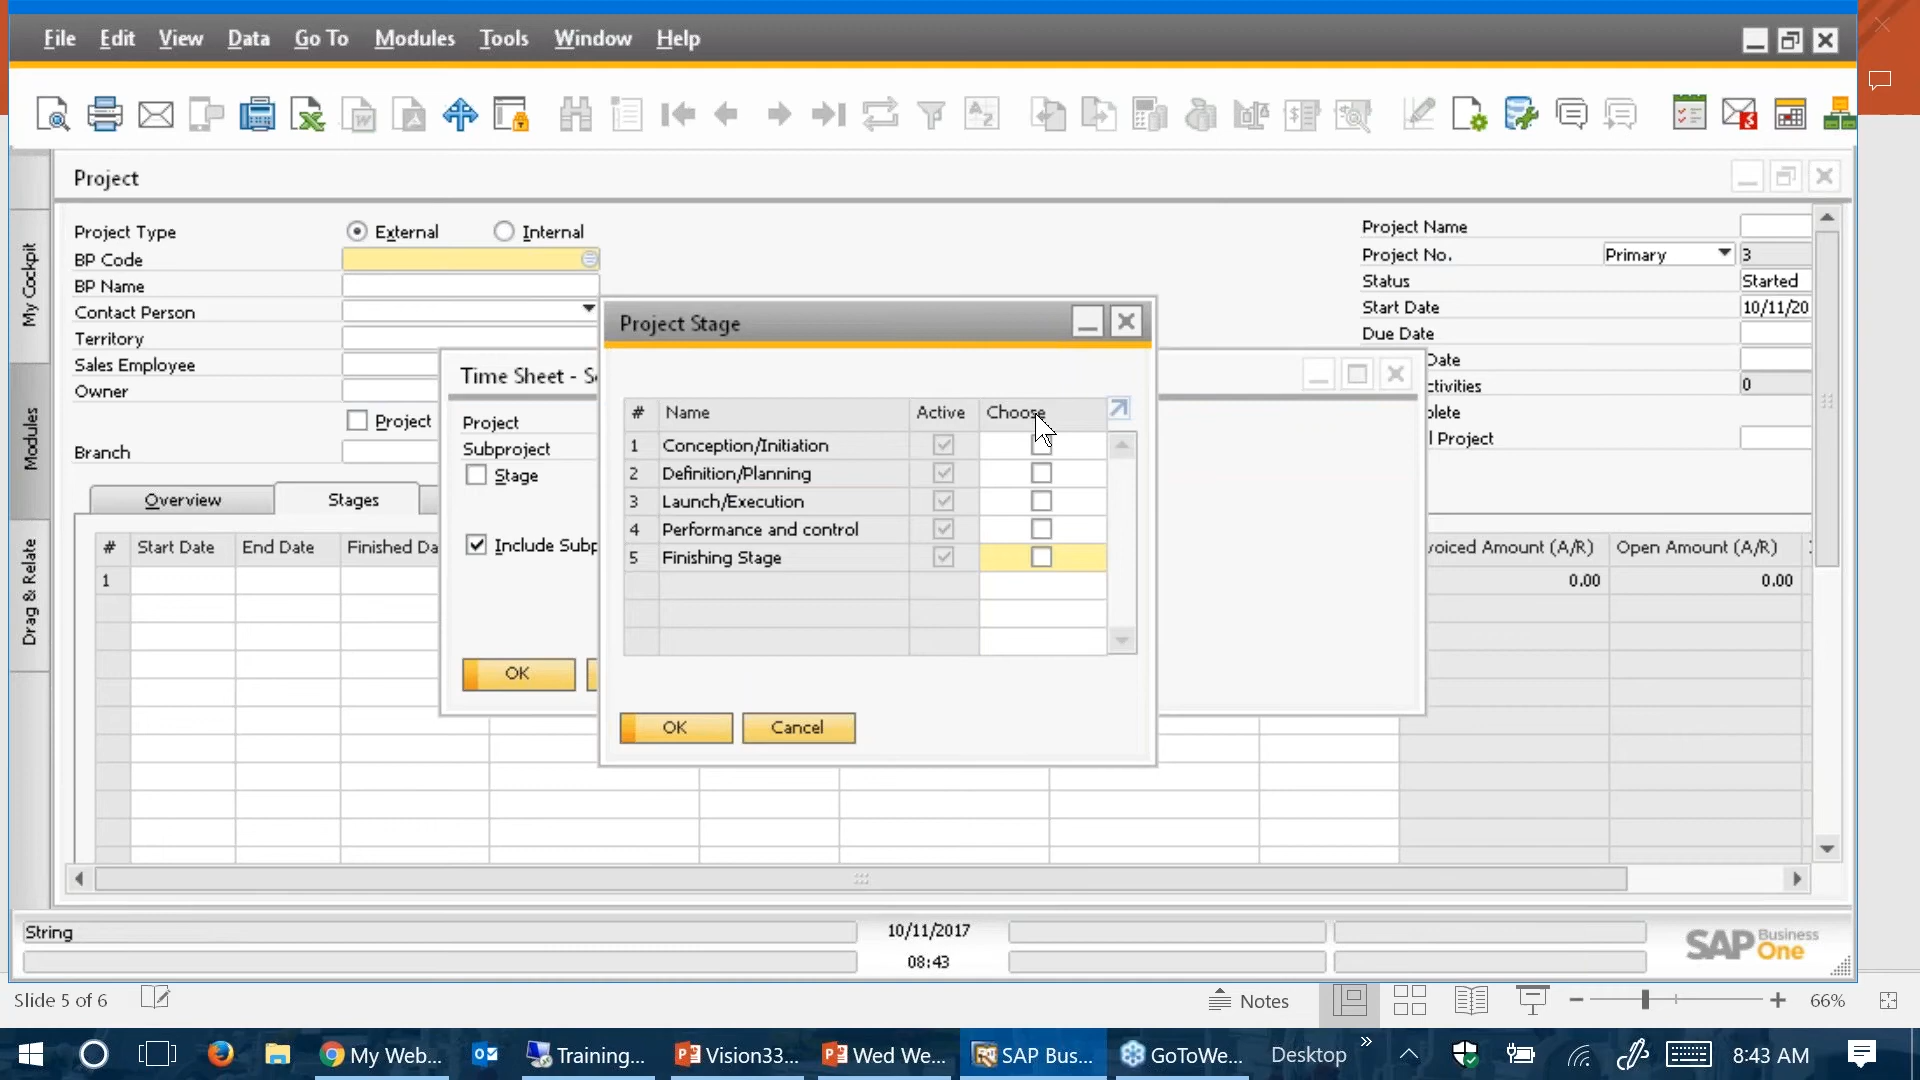 File Edit View Data Go To Modules Tools Window Help
Project
My Cockpit
Modules
Drag & Relate
Project Type External Internal
BP Code
BP Name
Contact Person
Territory
Sales Employee
Owner
Project
Branch
Project Name
Project No. Primary 3
Status Started
Start Date 10/11/20
Due Date
Date
ctivities 0
plete
l Project
Overview Stages
# Start Date End Date Finished Da
voiced Amount (A/R) Open Amount (A/R)
1 0.00 0.00
Time Sheet - Se
Project
Subproject
Stage
Include Subp
OK
Project Stage
# Name Active Choose
1 Conception/Initiation
2 Definition/Planning
3 Launch/Execution
4 Performance and control
5 Finishing Stage
OK Cancel
String 10/11/2017
08:43
SAP Business One
Slide 5 of 6 Notes 66%
My Web... Training... Vision33... Wed We... SAP Bus... GoToWe... Desktop 8:43 AM